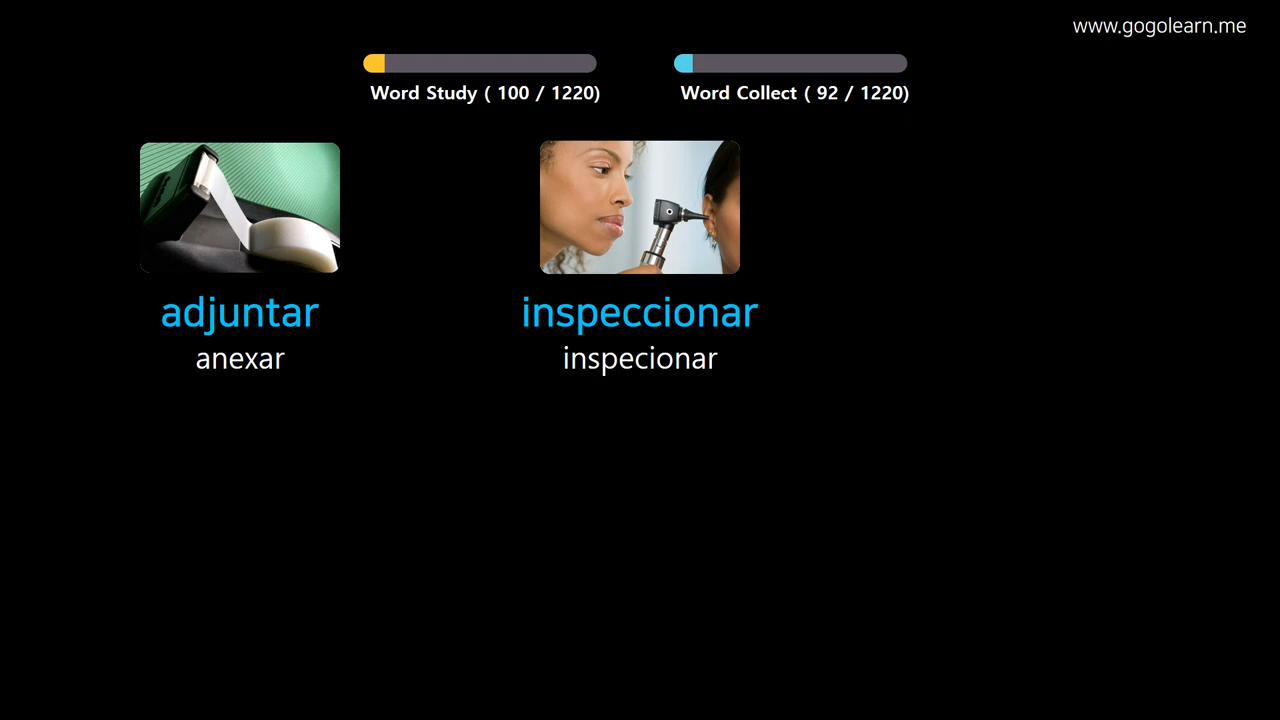 www.gogolearn.me
Word Study ( 100 / 1220)
Word Collect ( 92 / 1220)
adjuntar
anexar
inspeccionar
inspecionar